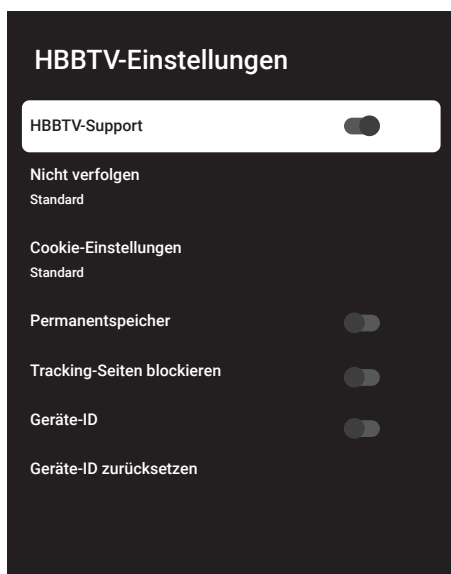 HBBTV-Einstellungen
HBBTV-Support
Nicht verfolgen
Standard
Cookie-Einstellungen
Standard
Permanentspeicher
Tracking-Seiten blockieren
Geräte-ID
Geräte-ID zurücksetzen